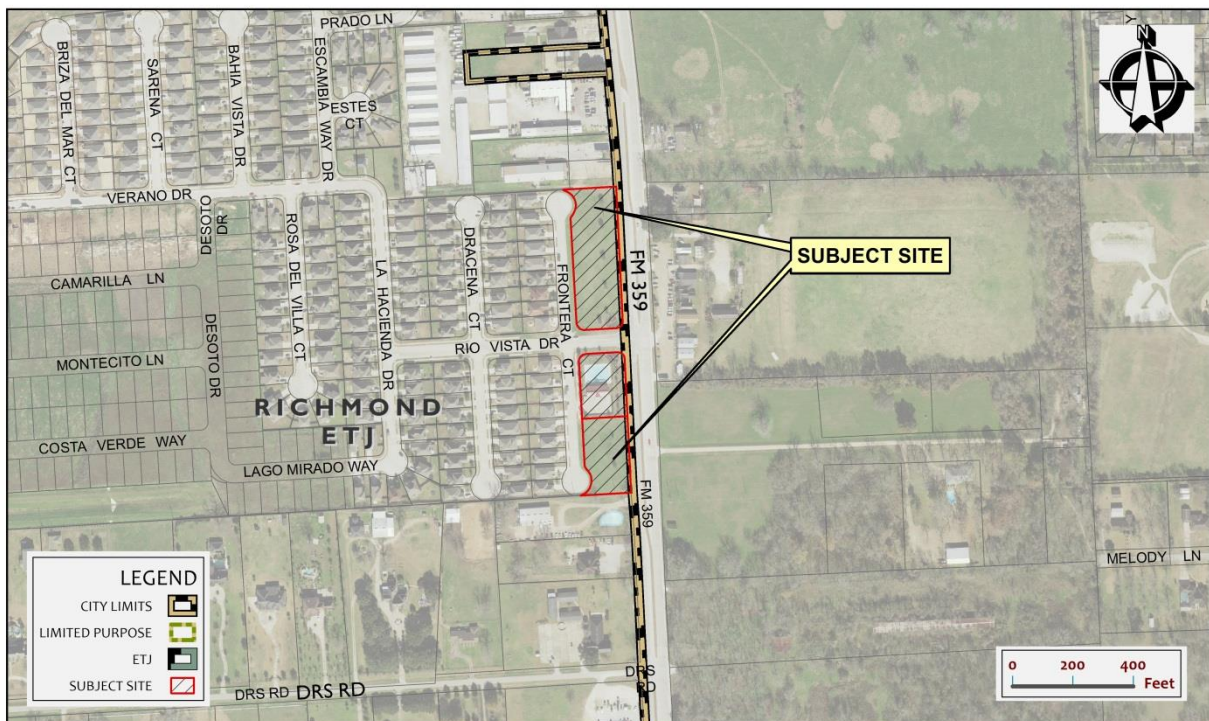 PRADO LN
BRIZA DEL MAR CT
SARENA CT
BAHIA VISTA DR
ESCAMBIA WAY DR
ESTES
CT
N
VERANO DR
DESOTO
DR
ROSA DEL VILLA CT
LA HACIENDA DR
DRACENA CT
FRONTERA CT
FM 359
SUBJECT SITE
CAMARILLA LN
DESOTO DR
RIO VISTA DR
MONTECITO LN
RICHMOND
ETJ
COSTA VERDE WAY
LAGO MIRADO WAY
FM 359
MELODY LN
LEGEND
CITY LIMITS
LIMITED PURPOSE
ETJ
SUBJECT SITE
DRS RD DRS RD
DRS
RD
0 200 400
Feet